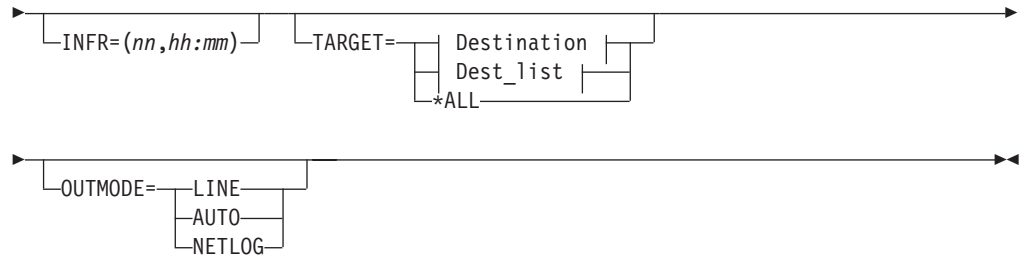 INFR=(nn,hh:mm) TARGET= Destination
Dest_list
*ALL
OUTMODE= LINE
AUTO
NETLOG